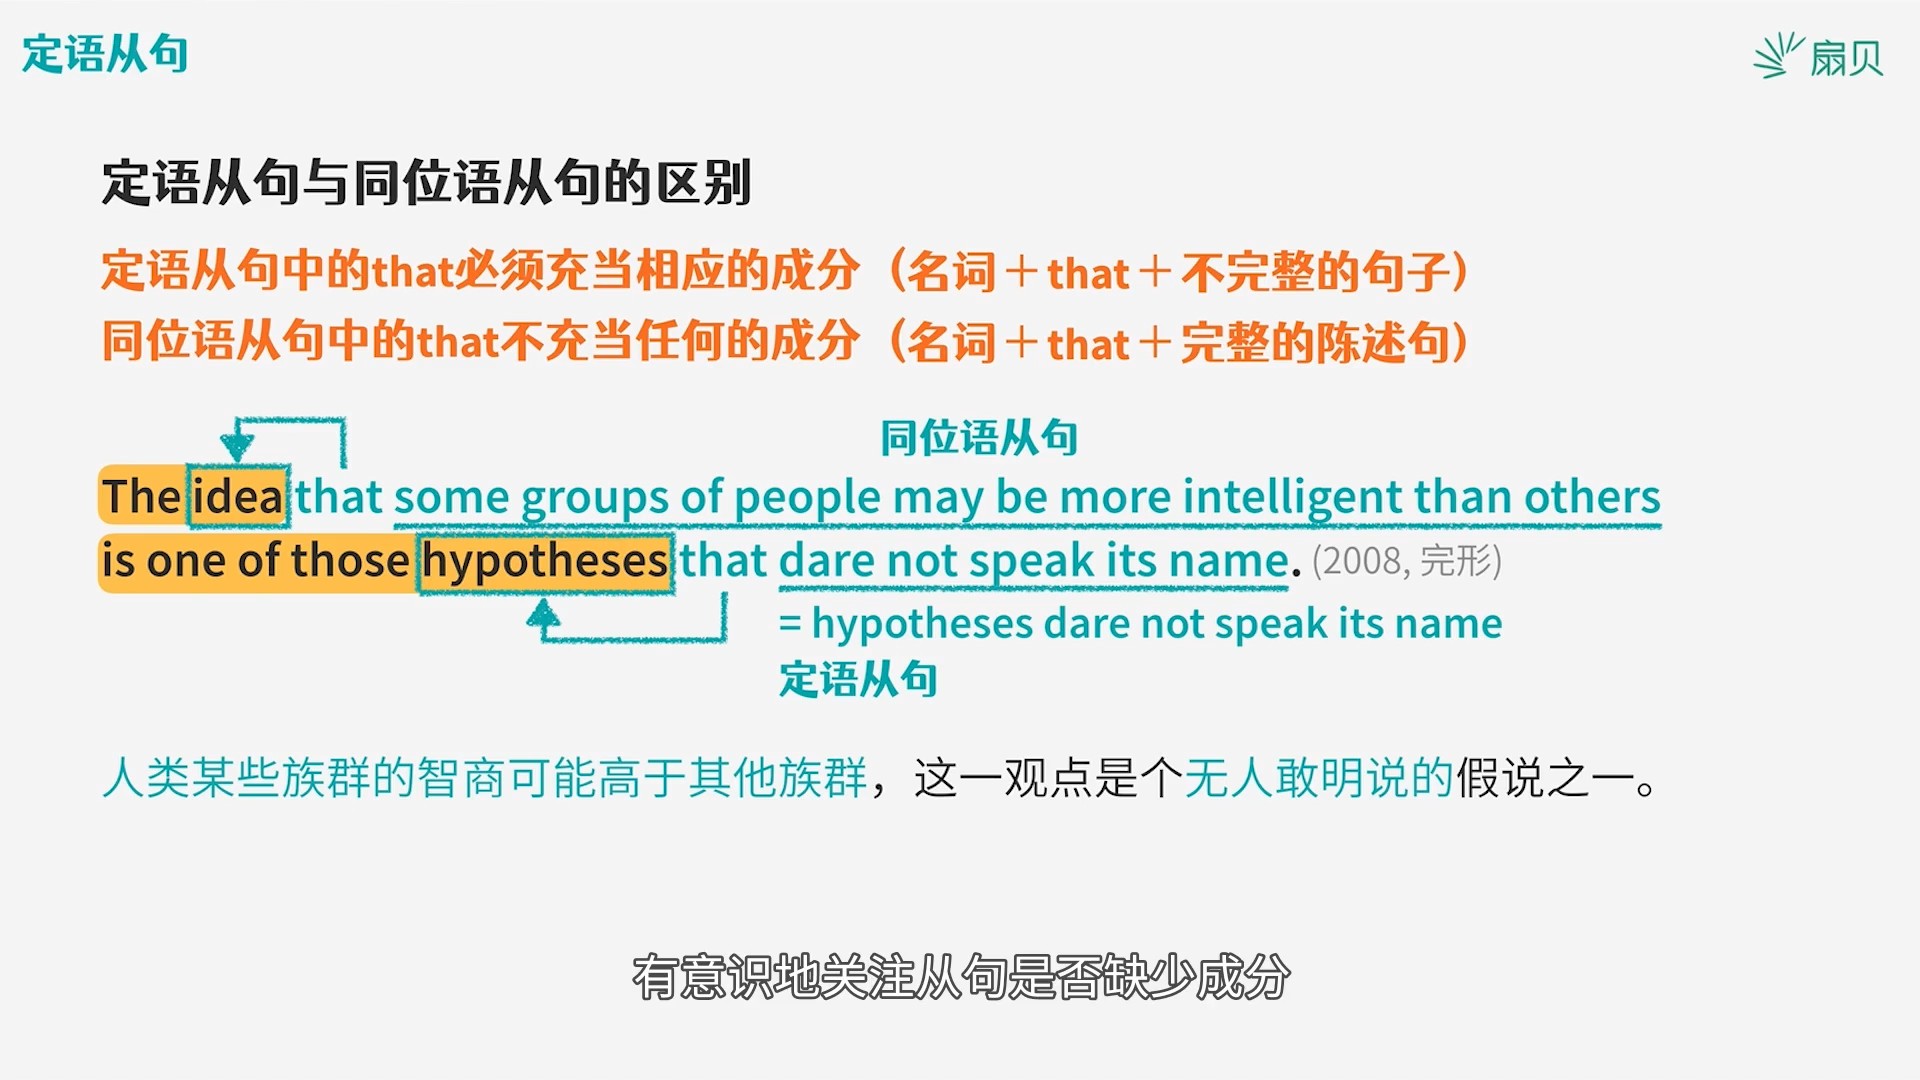 定语从句
扇贝
定语从句与同位语从句的区别
定语从句中的that必须充当相应的成分（名词＋that＋不完整的句子）
同位语从句中的that不充当任何的成分（名词＋that＋完整的陈述句）
同位语从句
The idea that some groups of people may be more intelligent than others
is one of those hypotheses that dare not speak its name. (2008, 完形)
= hypotheses dare not speak its name
定语从句
人类某些族群的智商可能高于其他族群，这一观点是个无人敢明说的假说之一。
有意识地关注从句是否缺少成分